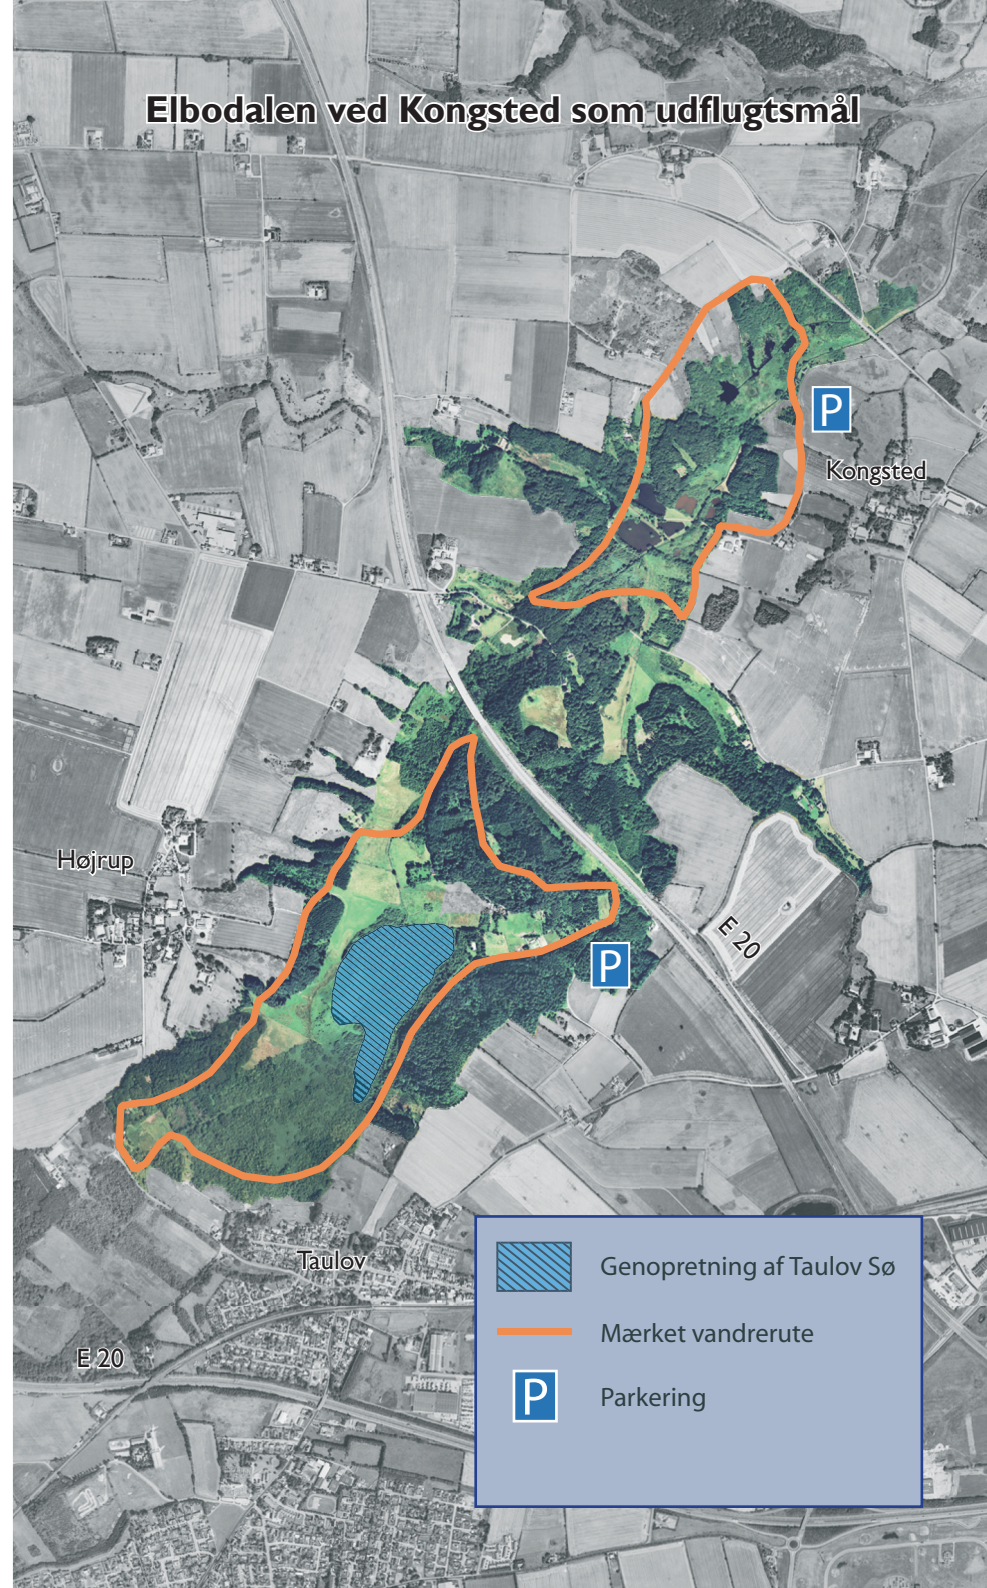 Elbodalen ved Kongsted som udflugtsmål
P
Kongsted
Højrup
E 20
P
Taulov
E 20
Genopretning af Taulov Sø
Mærket vandrerute
P
Parkering